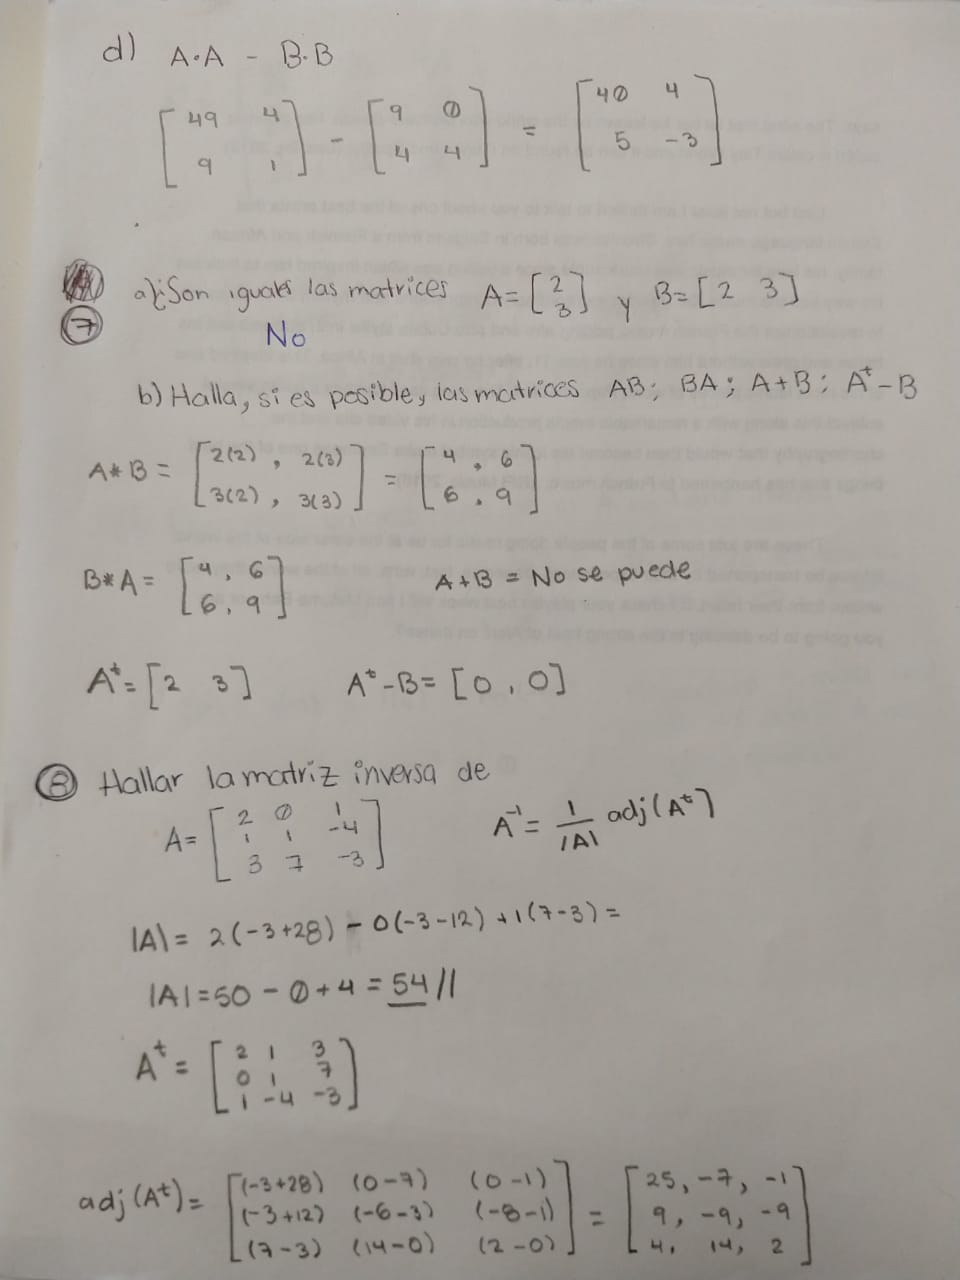 d) A·A - B·B
[49 4
9 1] - [9 0
4 4] = [40 4
5 -3]
7
a) ¿Son iguales las matrices A = [2
3] y B = [2 3]
No
b) Halla, si es posible, las matrices AB; BA; A+B; Aᵗ-B
A*B = [2(2), 2(3)
3(2), 3(3)] = [4, 6
6, 9]
B*A = [4, 6
6, 9] A+B = No se puede
Aᵗ = [2 3] Aᵗ-B = [0, 0]
8 Hallar la matriz inversa de
A = [2 0 1
1 1 -4
3 7 -3] A⁻¹ = 1/|A| adj(Aᵗ)
|A| = 2(-3+28) - 0(-3-12) + 1(7-3) =
|A| = 50 - 0 + 4 = 54 //
Aᵗ = [2 1 3
0 1 7
1 -4 -3]
adj(Aᵗ) = [(-3+28) (0-7) (0-1)
(-3+12) (-6-3) (-8-1)
(7-3) (14-0) (2-0)] = [25, -7, -1
9, -9, -9
4, 14, 2]